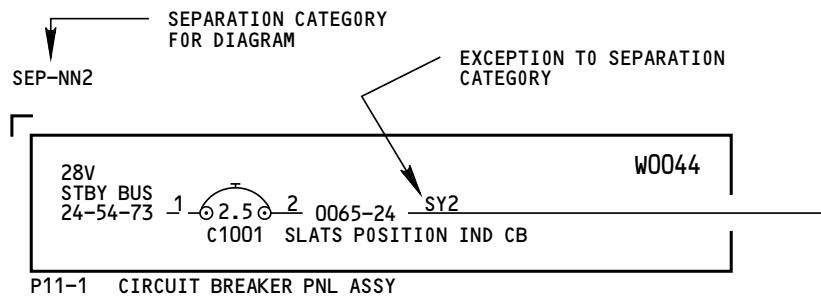 SEPARATION CATEGORY
FOR DIAGRAM
EXCEPTION TO SEPARATION
CATEGORY
SEP-NN2
W0044
28V
STBY BUS
24-54-73 1 2.5 2 0065-24 SY2
C1001 SLATS POSITION IND CB
P11-1 CIRCUIT BREAKER PNL ASSY